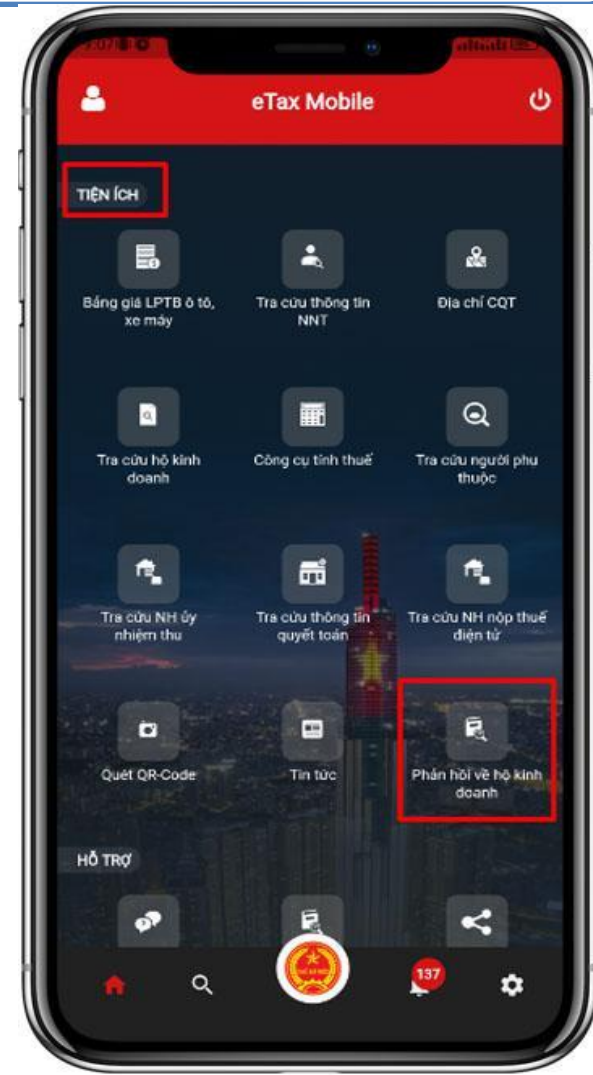 9:07
eTax Mobile
TIỆN ÍCH
Bảng giá LPTB ô tô,
xe máy
Tra cứu thông tin
NNT
Địa chỉ CQT
Tra cứu hộ kinh
doanh
Công cụ tính thuế
Tra cứu người phụ
thuộc
Tra cứu NH ủy
nhiệm thu
Tra cứu thông tin
quyết toán
Tra cứu NH nộp thuế
điện tử
Quét QR-Code
Tin tức
Phản hồi về hộ kinh
doanh
HỖ TRỢ
137